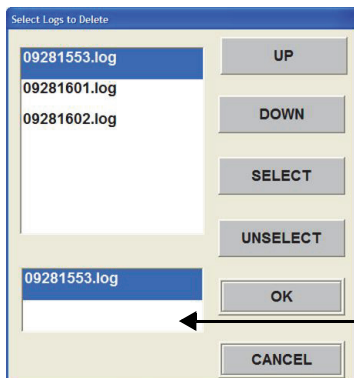 Select Logs to Delete
09281553.log
09281601.log
09281602.log
UP
DOWN
SELECT
UNSELECT
09281553.log
OK
CANCEL